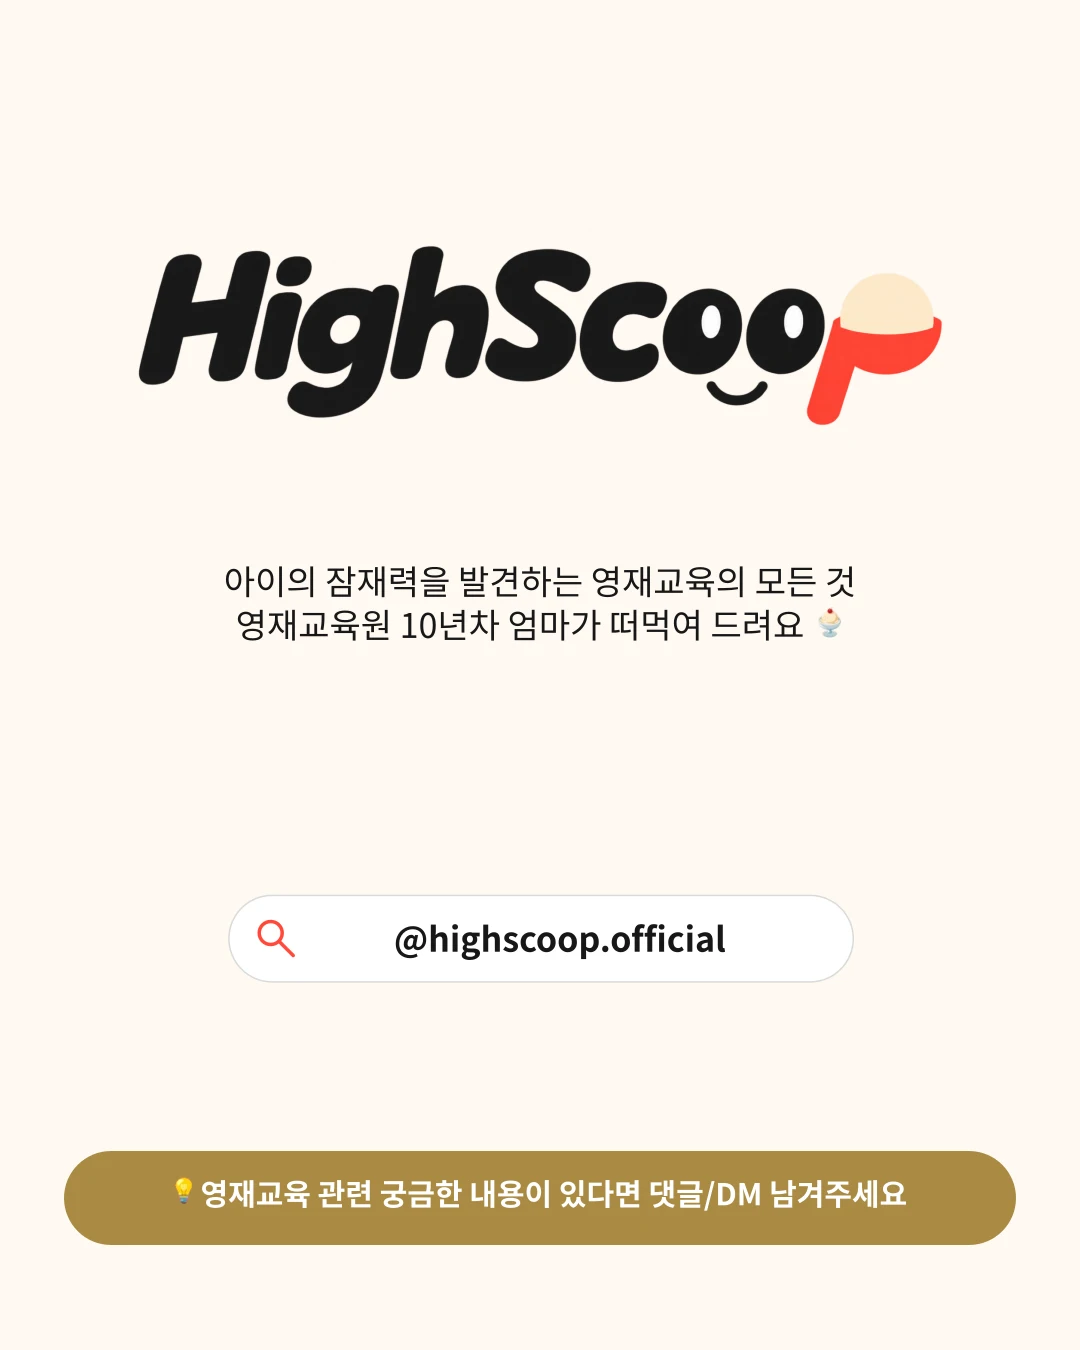 HighScoop
아이의 잠재력을 발견하는 영재교육의 모든 것
영재교육원 10년차 엄마가 떠먹여 드려요 🍨
@highscoop.official
💡영재교육 관련 궁금한 내용이 있다면 댓글/DM 남겨주세요